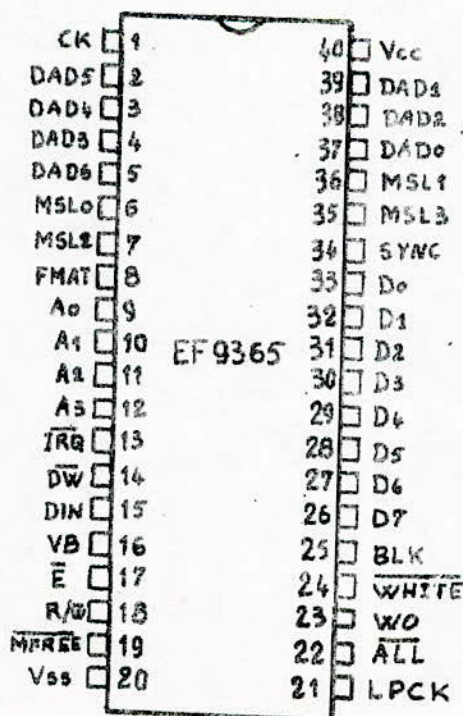 CK 1 40 Vcc
DAD5 2 39 DAD1
DAD4 3 38 DAD2
DAD3 4 37 DAD0
DAD6 5 36 MSL1
MSL0 6 35 MSL3
MSL2 7 34 SYNC
FMAT 8 33 D0
A0 9 32 D1
A1 10 EF9365 31 D2
A2 11 30 D3
A3 12 29 D4
IRQ 13 28 D5
DW 14 27 D6
DIN 15 26 D7
VB 16 25 BLK
E 17 24 WHITE
R/W 18 23 WO
MFREE 19 22 ALL
Vss 20 21 LPCK